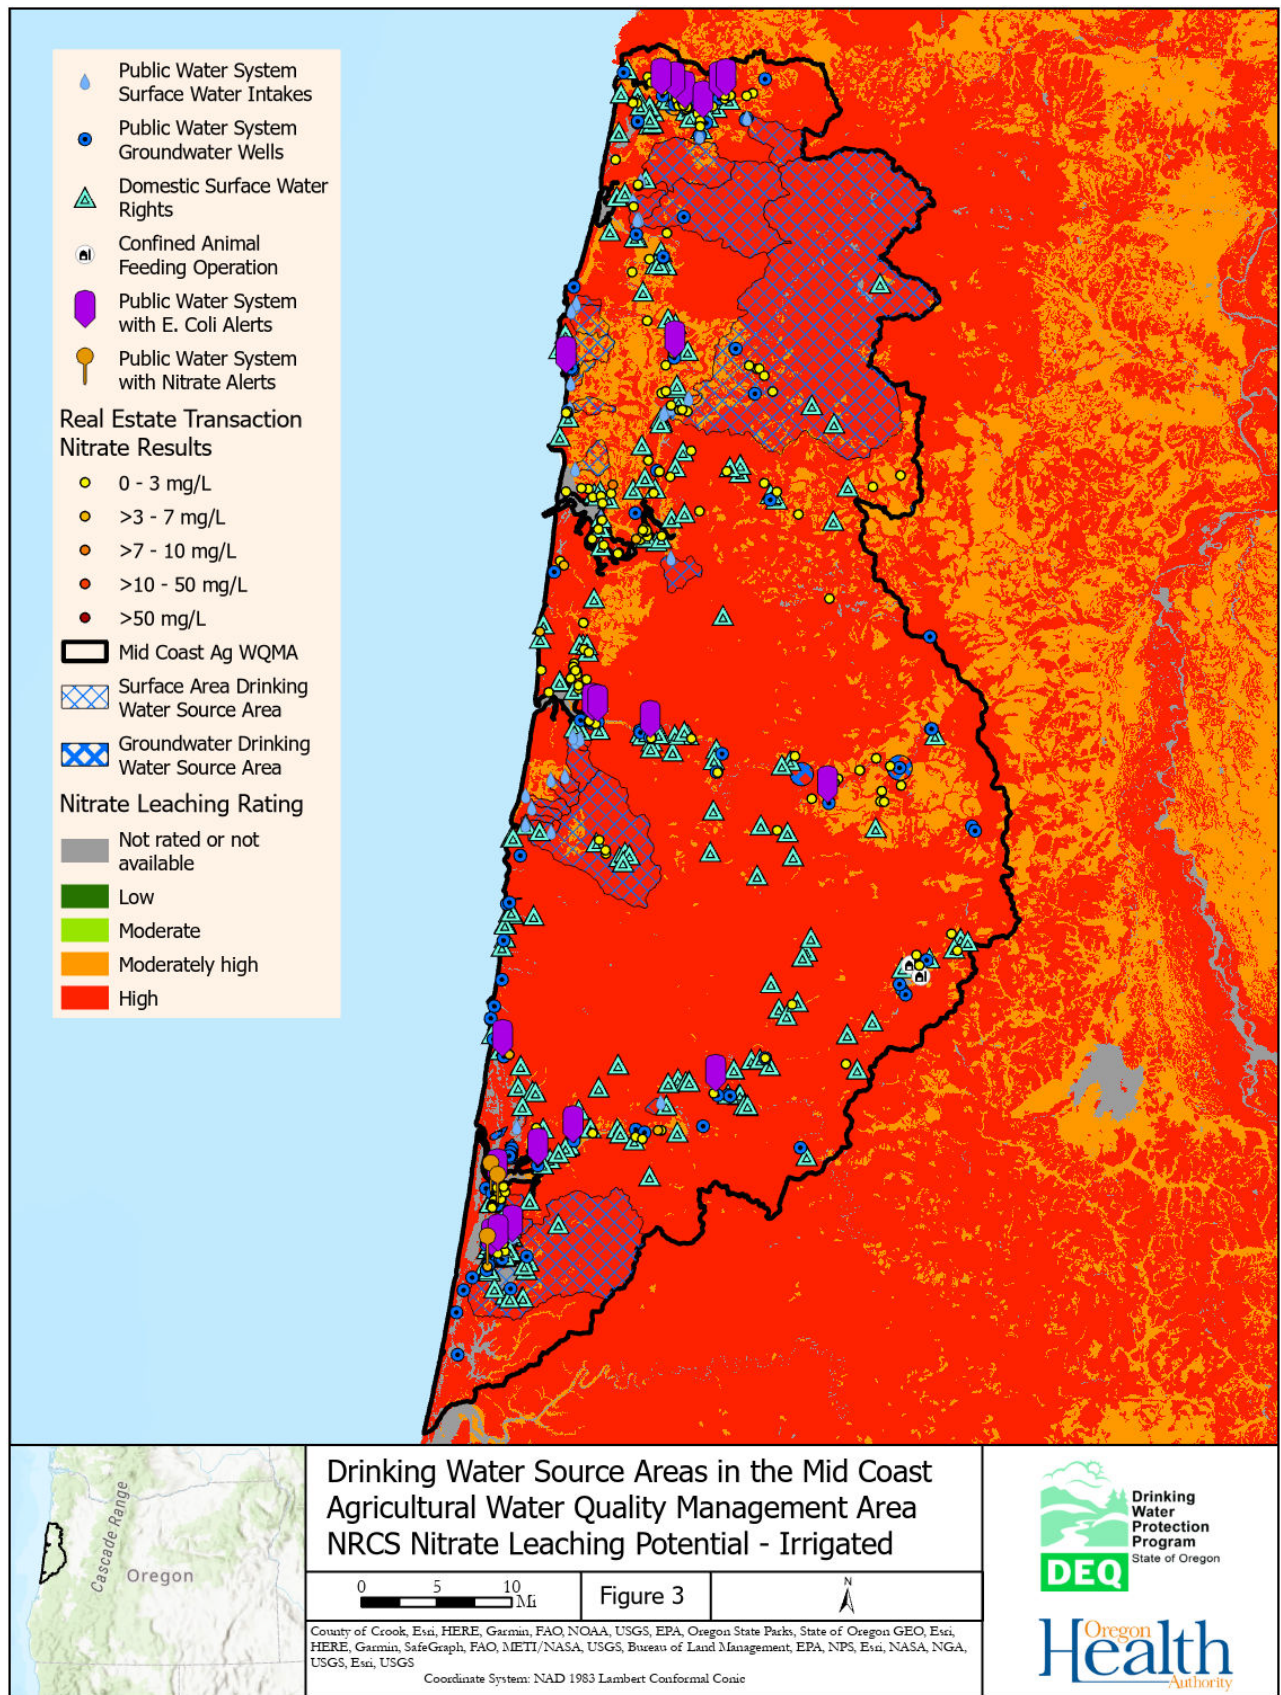 Public Water System
Surface Water Intakes
Public Water System
Groundwater Wells
Domestic Surface Water
Rights
Confined Animal
Feeding Operation
Public Water System
with E. Coli Alerts
Public Water System
with Nitrate Alerts
Real Estate Transaction
Nitrate Results
0 - 3 mg/L
>3 - 7 mg/L
>7 - 10 mg/L
>10 - 50 mg/L
>50 mg/L
Mid Coast Ag WQMA
Surface Area Drinking
Water Source Area
Groundwater Drinking
Water Source Area
Nitrate Leaching Rating
Not rated or not
available
Low
Moderate
Moderately high
High
Cascade Range
Oregon
Drinking Water Source Areas in the Mid Coast
Agricultural Water Quality Management Area
NRCS Nitrate Leaching Potential - Irrigated
0 5 10
Mi
Figure 3
N
County of Crook, Esri, HERE, Garmin, FAO, NOAA, USGS, EPA, Oregon State Parks, State of Oregon GEO, Esri,
HERE, Garmin, SafeGraph, FAO, METI/NASA, USGS, Bureau of Land Management, EPA, NPS, Esri, NASA, NGA,
USGS, Esri, USGS
Coordinate System: NAD 1983 Lambert Conformal Conic
Drinking
Water
Protection
Program
State of Oregon
DEQ
Oregon
Health
Authority